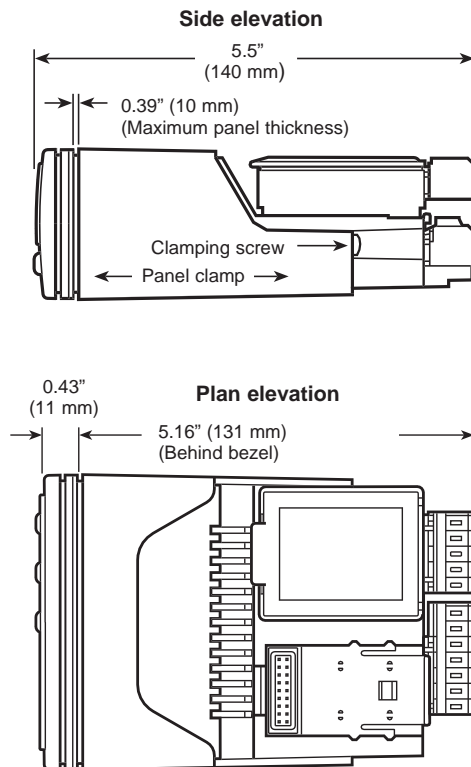 Side elevation
5.5”
(140 mm)
0.39” (10 mm)
(Maximum panel thickness)
Clamping screw
Panel clamp
0.43”
(11 mm)
Plan elevation
5.16” (131 mm)
(Behind bezel)